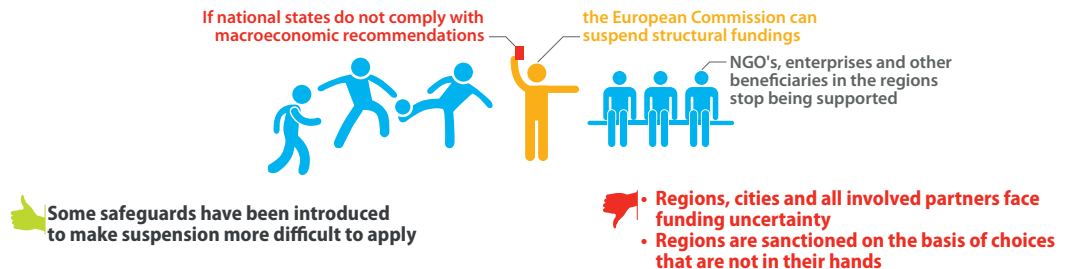 If national states do not comply with
macroeconomic recommendations
the European Commission can
suspend structural fundings
NGO's, enterprises and other
beneficiaries in the regions
stop being supported
Some safeguards have been introduced
to make suspension more difficult to apply
• Regions, cities and all involved partners face
funding uncertainty
• Regions are sanctioned on the basis of choices
that are not in their hands